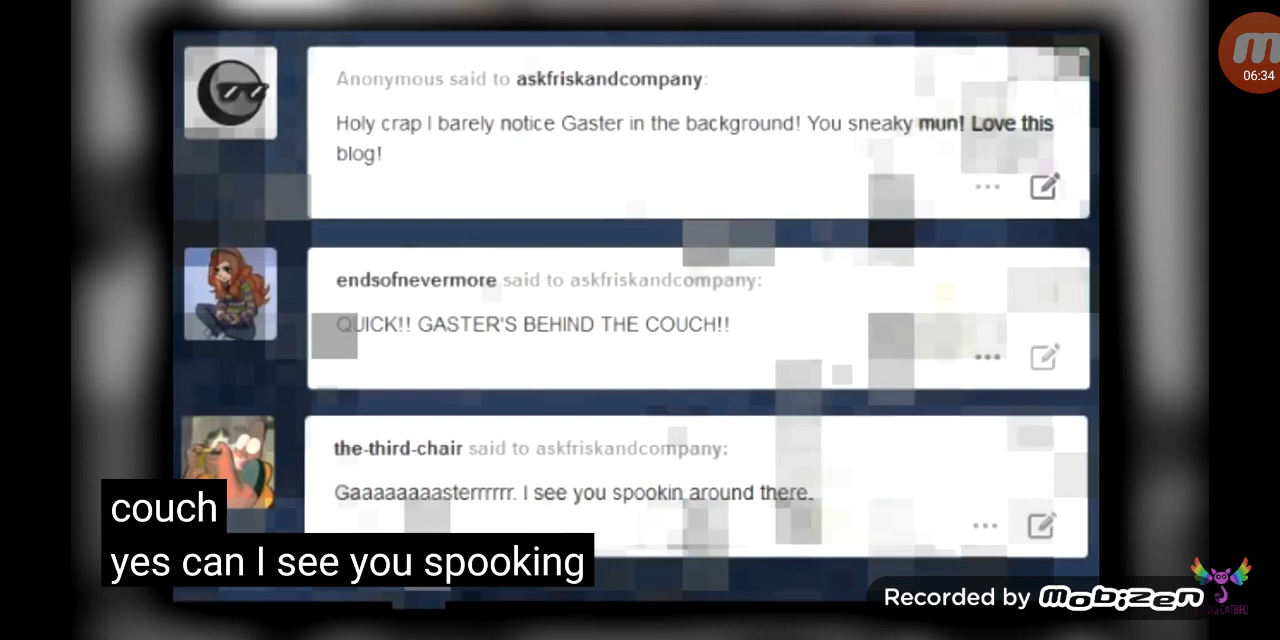 06:34
Anonymous said to askfriskandcompany:
Holy crap I barely notice Gaster in the background! You sneaky mun! Love this
blog!
endsofnevermore said to askfriskandcompany:
QUICK!! GASTER'S BEHIND THE COUCH!!
the-third-chair said to askfriskandcompany:
Gaaaaaaaasterrrrrr. I see you spookin around there.
couch
yes can I see you spooking
Recorded by mobizen
CATBIRD